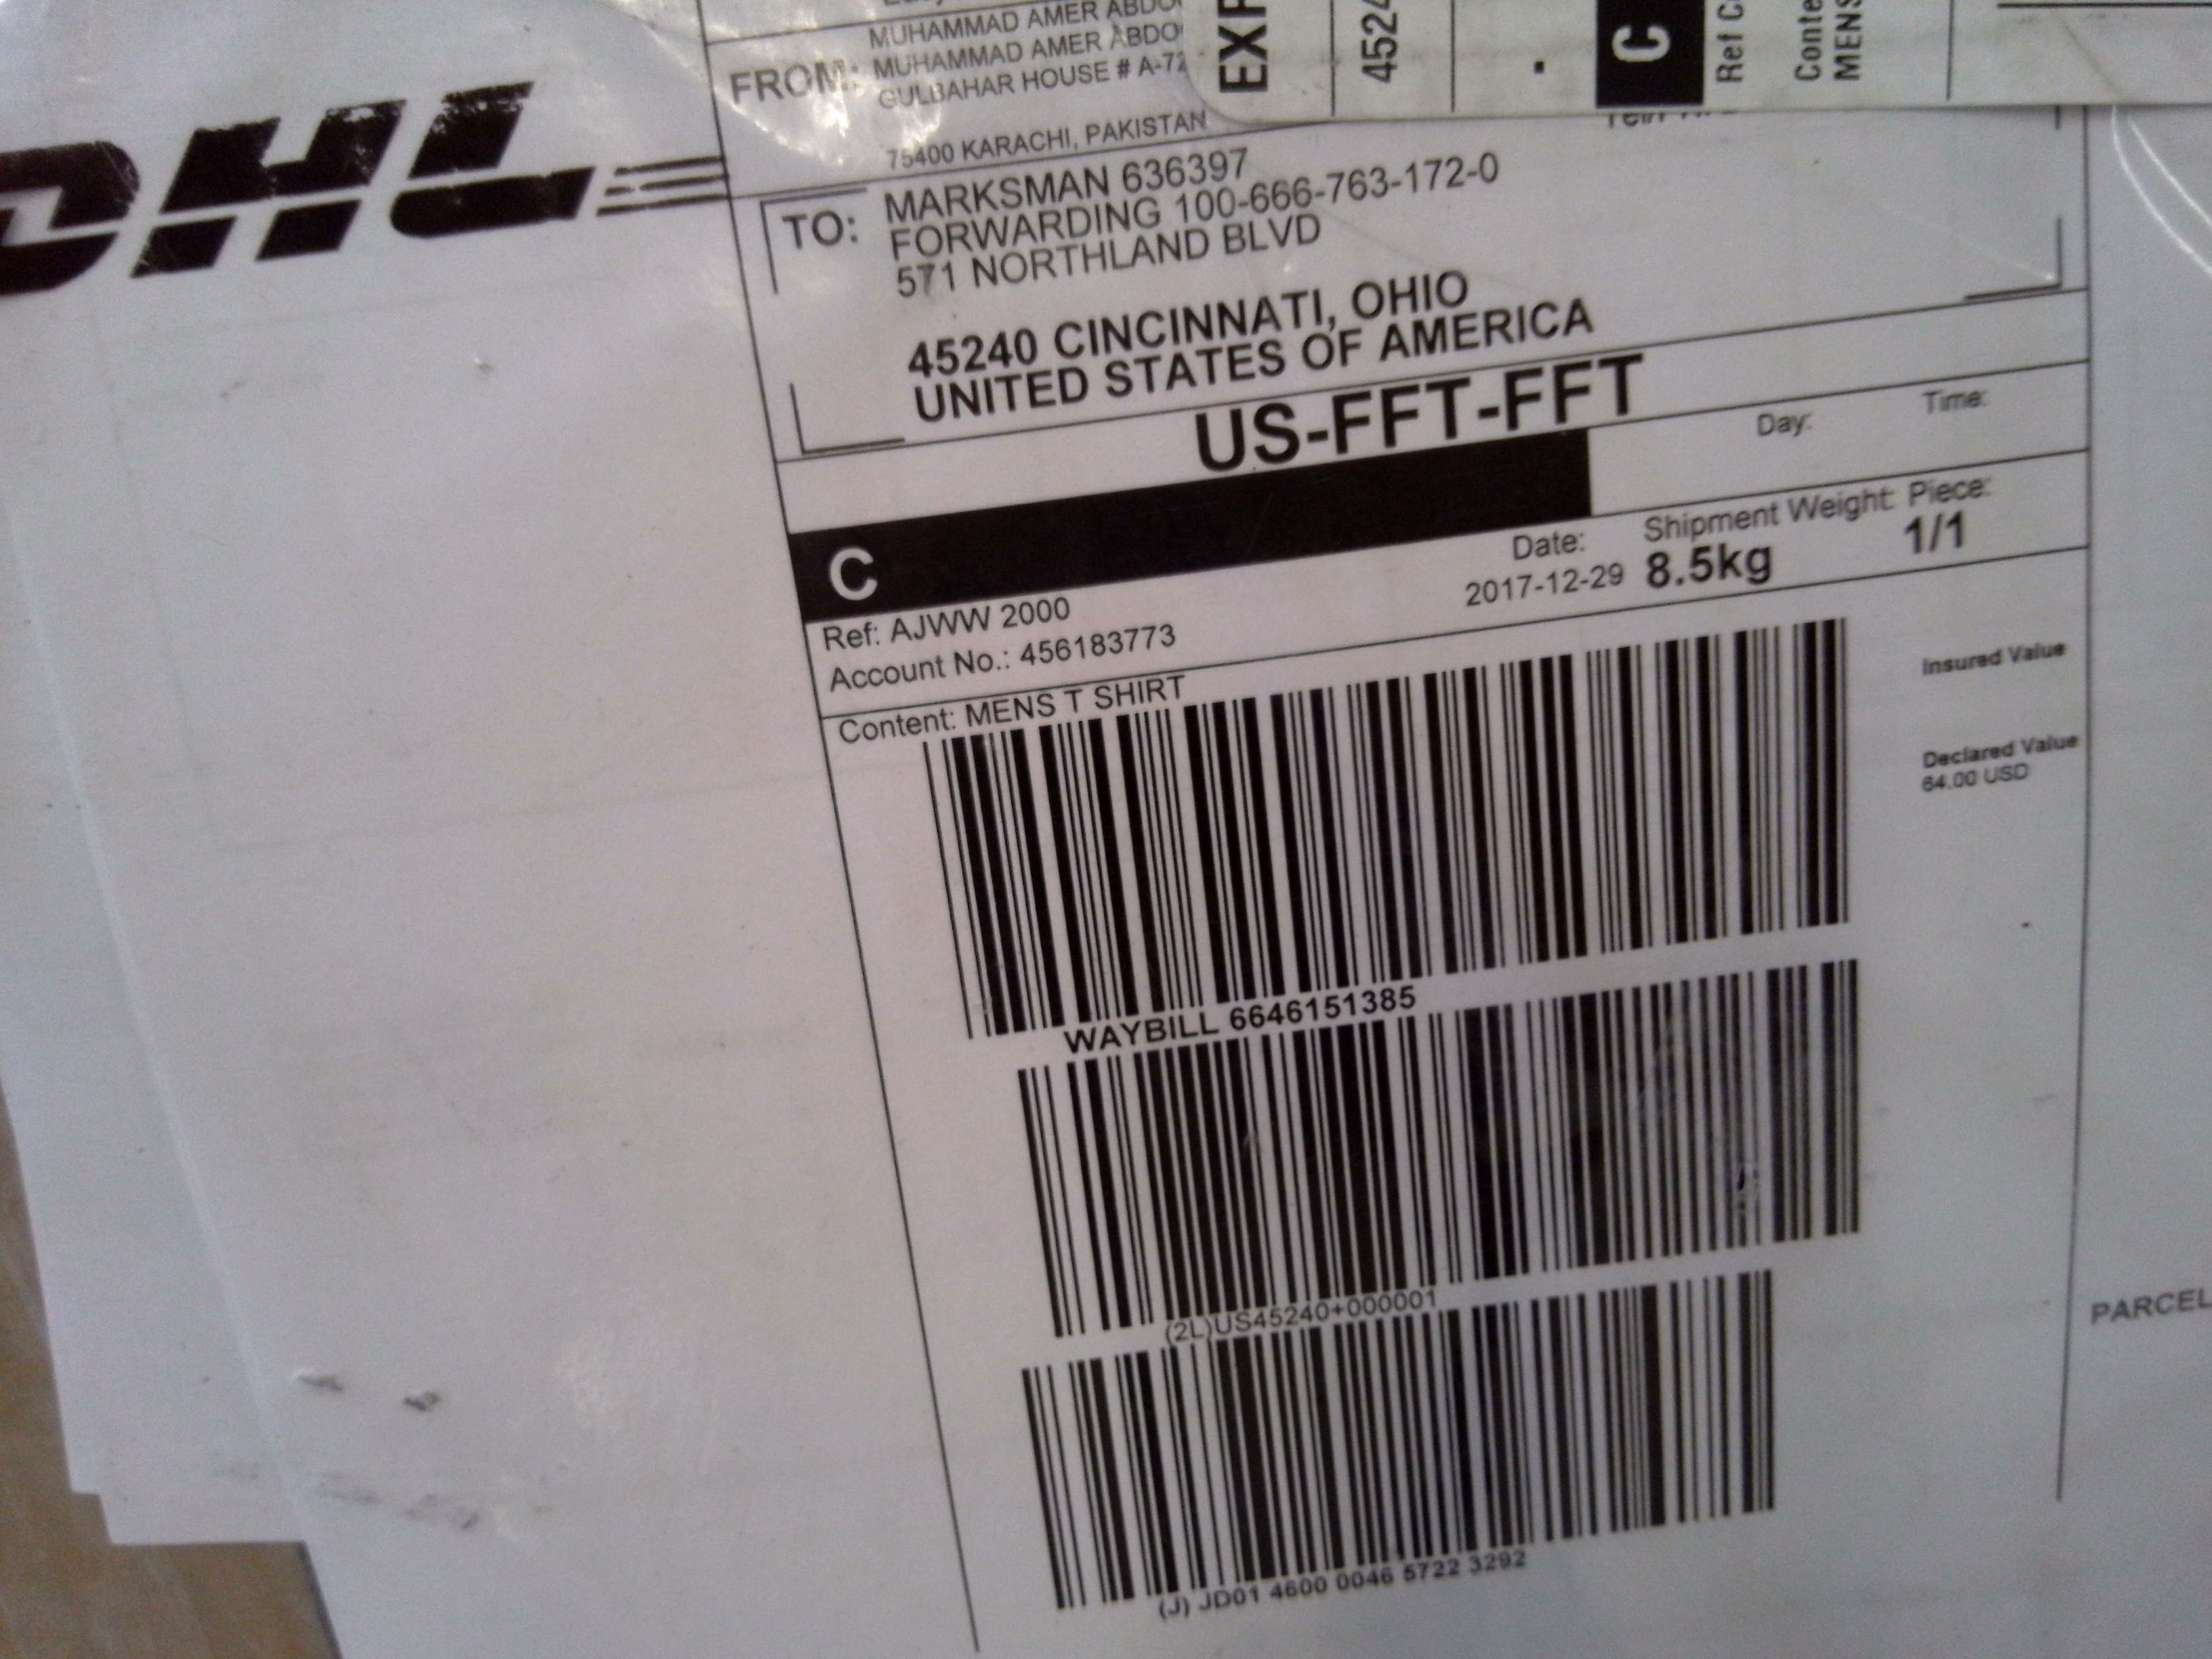 DHL
EXP
4524
C
Ref C
Conte
MENS
MUHAMMAD AMER ABDO
FROM: MUHAMMAD AMER ABDO
GULBAHAR HOUSE # A-72
75400 KARACHI, PAKISTAN
TO: MARKSMAN 636397
FORWARDING 100-666-763-172-0
571 NORTHLAND BLVD
45240 CINCINNATI, OHIO
UNITED STATES OF AMERICA
US-FFT-FFT
Day: Time:
C
Ref: AJWW 2000
Account No.: 456183773
Date:
2017-12-29
Shipment Weight:
8.5kg
Piece:
1/1
Content: MENS T SHIRT
Insured Value
Declared Value
64.00 USD
WAYBILL 6646151385
(2L)US45240+000001
(J) JD01 4600 0046 5722 3292
PARCEL